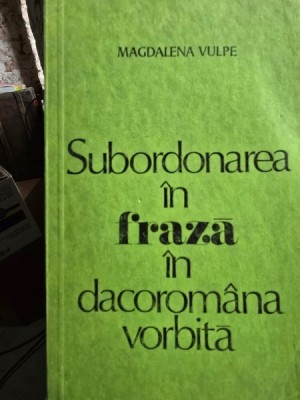 MAGDALENA VULPE
Subordonarea
în
frază
în
dacoromâna
vorbită